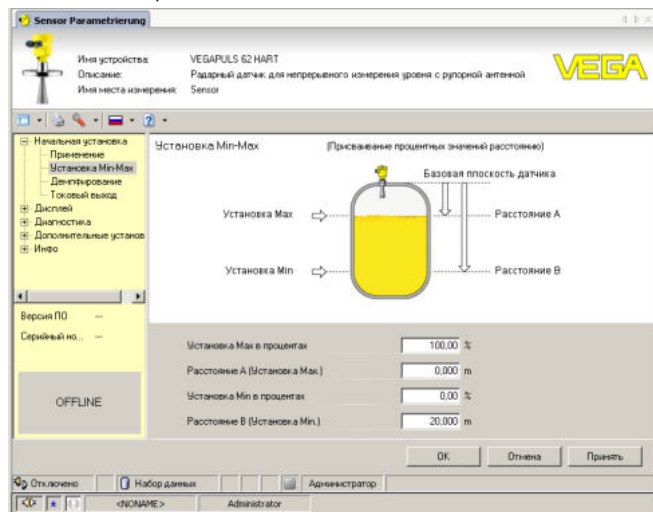 Sensor Parametrierung
Имя устройства: VEGAPULS 62 HART
Описание: Радарный датчик для непрерывного измерения уровня с рупорной антенной
Имя места измерения: Sensor
VEGA
Начальная установка
Применение
Установка Min-Max
Демпфирование
Токовый выход
Дисплей
Диагностика
Дополнительные установ
Инфо
Версия ПО ---
Серийный но... ---
OFFLINE
Установка Min-Max (Присваивание процентных значений расстоянию)
Базовая плоскость датчика
Установка Max Расстояние A
Установка Min Расстояние B
Установка Max в процентах 100,00 %
Расстояние A (Установка Max.) 0,000 m
Установка Min в процентах 0,00 %
Расстояние B (Установка Min.) 20,000 m
OK Отмена Принять
Отключено Набор данных Администратор
<NONAME> Administrator